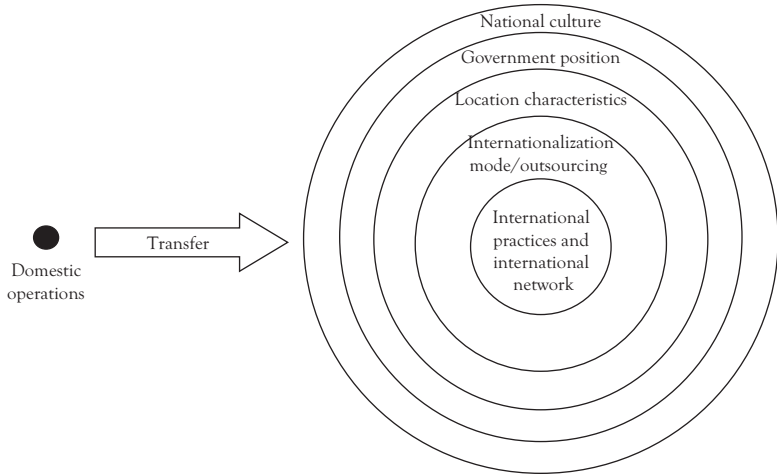 National culture
Government position
Location characteristics
Internationalization
mode/outsourcing
International
practices and
international
network
Transfer
Domestic
operations